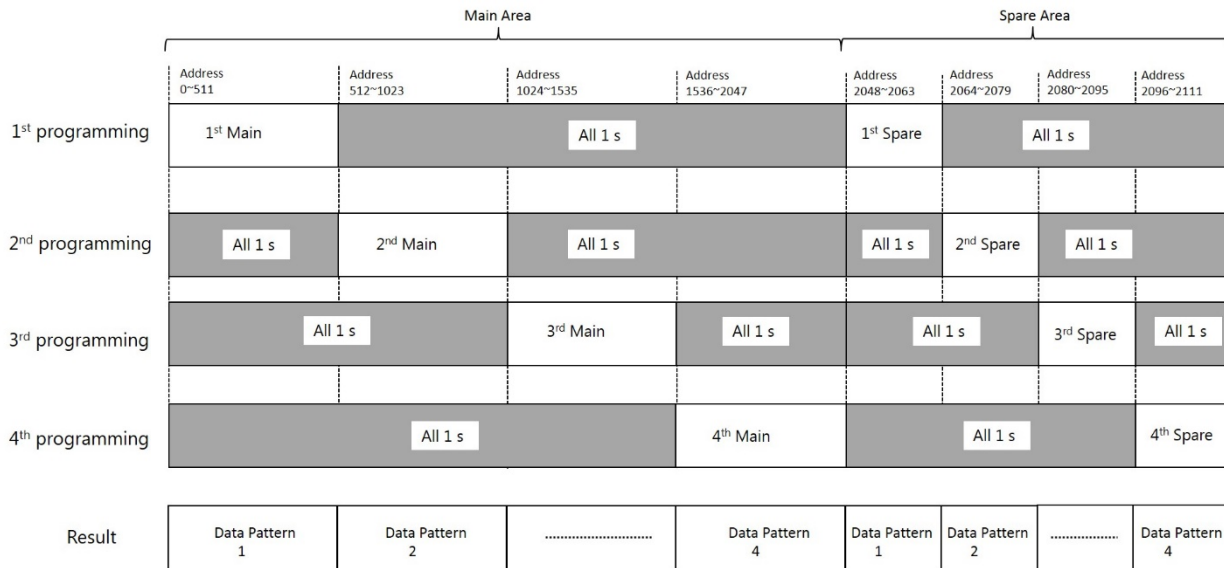 Main Area Spare Area
Address Address Address Address Address Address Address Address
0~511 512~1023 1024~1535 1536~2047 2048~2063 2064~2079 2080~2095 2096~2111
1st programming 1st Main All 1 s 1st Spare All 1 s
2nd programming All 1 s 2nd Main All 1 s All 1 s 2nd Spare All 1 s
3rd programming All 1 s 3rd Main All 1 s All 1 s 3rd Spare All 1 s
4th programming All 1 s 4th Main All 1 s 4th Spare
Result Data Pattern Data Pattern ......................... Data Pattern Data Pattern Data Pattern .................. Data Pattern
1 2 4 1 2 4